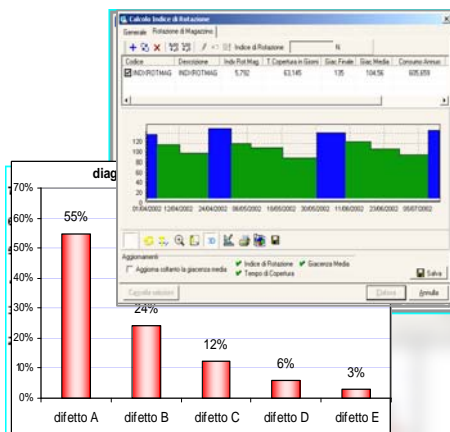 Calcolo Indice di Rotazione
Generale Rotazione di Magazzino
Indice di Rotazione N
Codice Descrizione Indx Rot.Mag T. Copertura in Giorni Giac.Finale Giac.Media Consumo Annuo
INDXROTMAG INDXROTMAG 5,792 63,145 135 104,56 605,659
120
100
80
60
40
20
0
01/04/2002 12/04/2002 24/04/2002 06/05/2002 18/05/2002 30/05/2002 11/06/2002 23/06/2002 05/07/2002
3D
Aggiornamenti
Aggiorna soltanto la giacenza media
Indice di Rotazione Giacenza Media
Tempo di Copertura
Salva
Cancella selezioni Annulla
diag
70%
60%
50%
40%
30%
20%
10%
0%
55%
24%
12%
6%
3%
difetto A difetto B difetto C difetto D difetto E